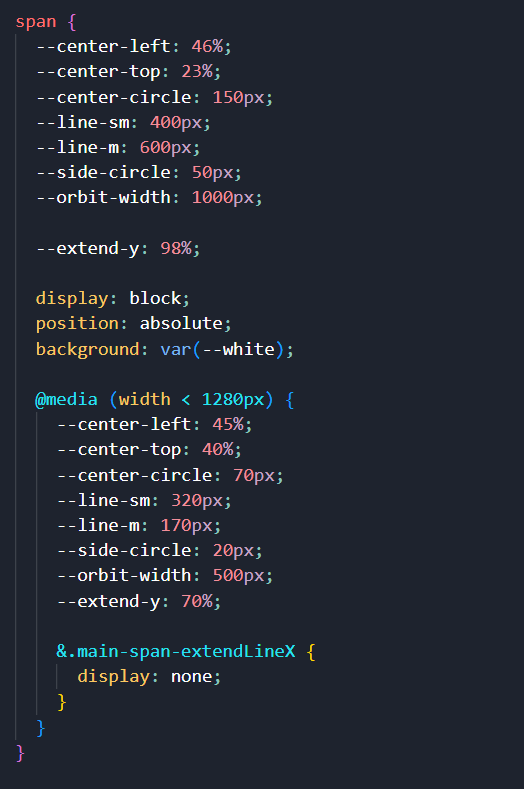 span {
--center-left: 46%;
--center-top: 23%;
--center-circle: 150px;
--line-sm: 400px;
--line-m: 600px;
--side-circle: 50px;
--orbit-width: 1000px;
--extend-y: 98%;
display: block;
position: absolute;
background: var(--white);
@media (width < 1280px) {
--center-left: 45%;
--center-top: 40%;
--center-circle: 70px;
--line-sm: 320px;
--line-m: 170px;
--side-circle: 20px;
--orbit-width: 500px;
--extend-y: 70%;
&.main-span-extendLineX {
display: none;
}
}
}